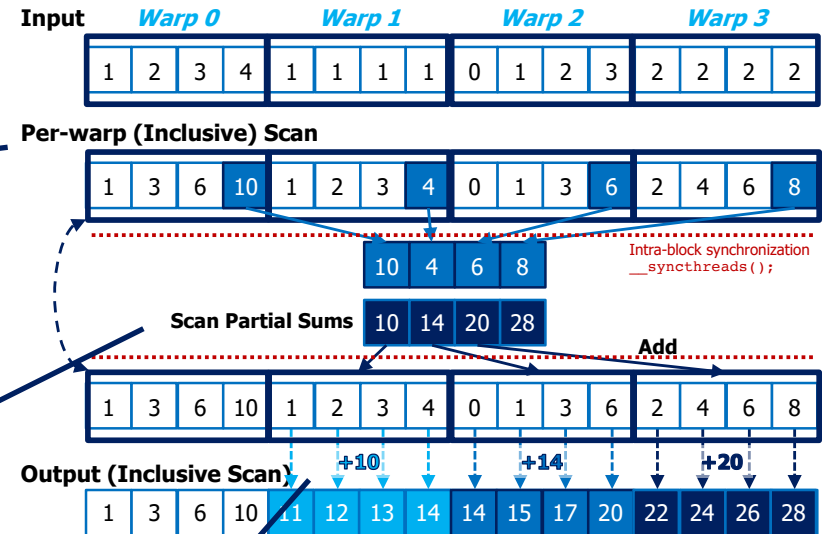 Input Warp 0 Warp 1 Warp 2 Warp 3
1 2 3 4 1 1 1 1 0 1 2 3 2 2 2 2
Per-warp (Inclusive) Scan
1 3 6 10 1 2 3 4 0 1 3 6 2 4 6 8
Intra-block synchronization
__syncthreads();
10 4 6 8
Scan Partial Sums 10 14 20 28
Add
1 3 6 10 1 2 3 4 0 1 3 6 2 4 6 8
+10 +14 +20
Output (Inclusive Scan)
1 3 6 10 11 12 13 14 14 15 17 20 22 24 26 28